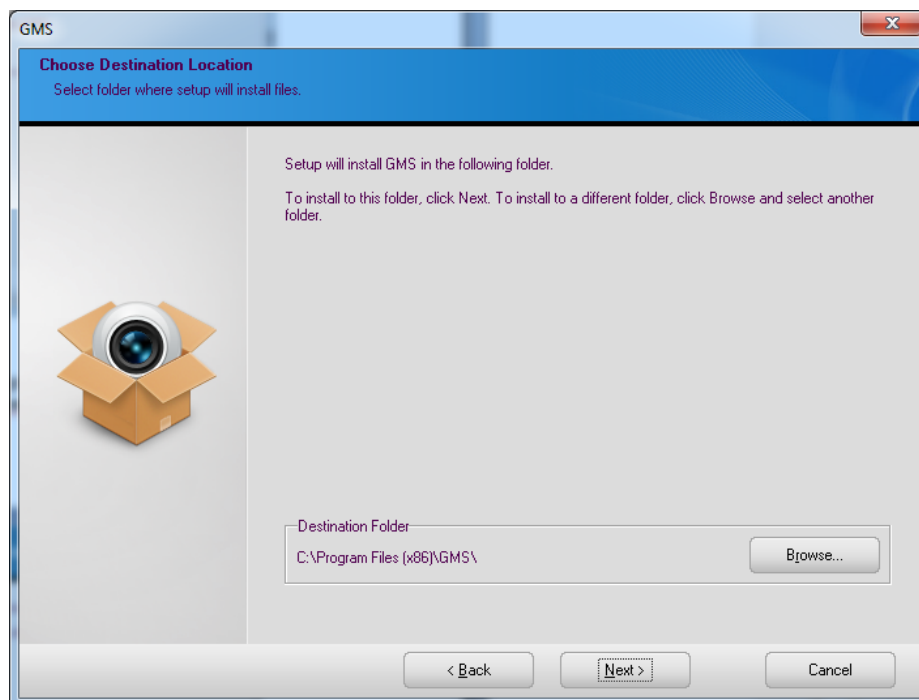 GMS
Choose Destination Location
Select folder where setup will install files.
Setup will install GMS in the following folder.
To install to this folder, click Next. To install to a different folder, click Browse and select another
folder.
Destination Folder
C:\Program Files (x86)\GMS\
Browse...
< Back
Next >
Cancel